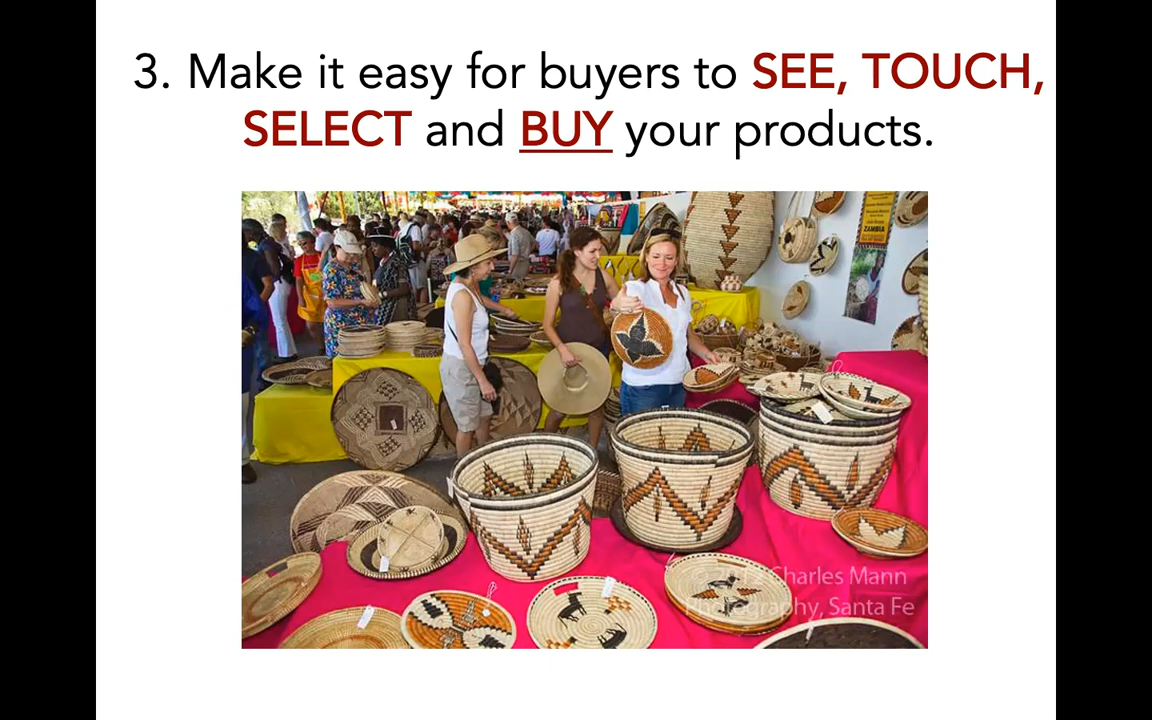 3. Make it easy for buyers to SEE, TOUCH,
SELECT and BUY your products.
ZAMBIA
Charles Mann
Photography, Santa Fe